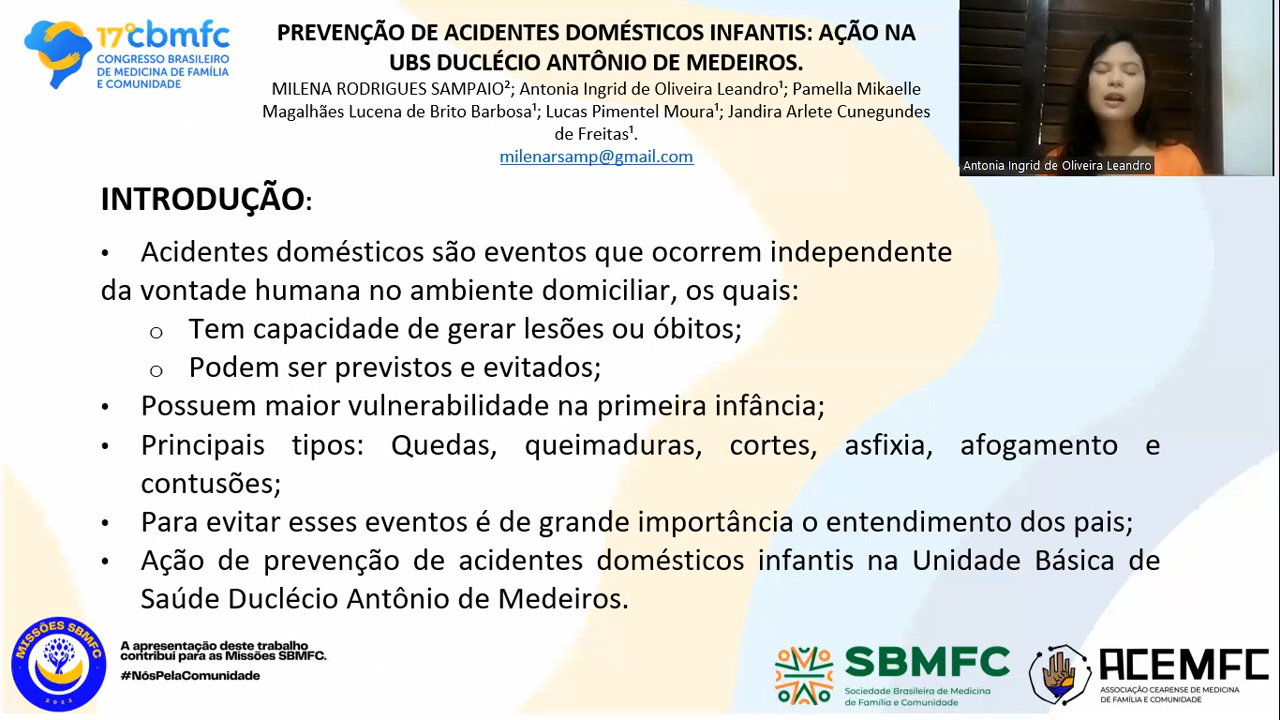 17º cbmfc
CONGRESSO BRASILEIRO
DE MEDICINA DE FAMÍLIA
E COMUNIDADE
PREVENÇÃO DE ACIDENTES DOMÉSTICOS INFANTIS: AÇÃO NA
UBS DUCLÉCIO ANTÔNIO DE MEDEIROS.
MILENA RODRIGUES SAMPAIO²; Antonia Ingrid de Oliveira Leandro¹; Pamella Mikaelle
Magalhães Lucena de Brito Barbosa¹; Lucas Pimentel Moura¹; Jandira Arlete Cunegundes
de Freitas¹.
milenarsamp@gmail.com
Antonia Ingrid de Oliveira Leandro
INTRODUÇÃO:
• Acidentes domésticos são eventos que ocorrem independente
da vontade humana no ambiente domiciliar, os quais:
o Tem capacidade de gerar lesões ou óbitos;
o Podem ser previstos e evitados;
• Possuem maior vulnerabilidade na primeira infância;
• Principais tipos: Quedas, queimaduras, cortes, asfixia, afogamento e
contusões;
• Para evitar esses eventos é de grande importância o entendimento dos pais;
• Ação de prevenção de acidentes domésticos infantis na Unidade Básica de
Saúde Duclécio Antônio de Medeiros.
MISSÕES SBMFC
2023
A apresentação deste trabalho
contribui para as Missões SBMFC.
#NósPelaComunidade
SBMFC
Sociedade Brasileira de Medicina
de Família e Comunidade
ACEMFC
ASSOCIAÇÃO CEARENSE DE MEDICINA
DE FAMÍLIA E COMUNIDADE